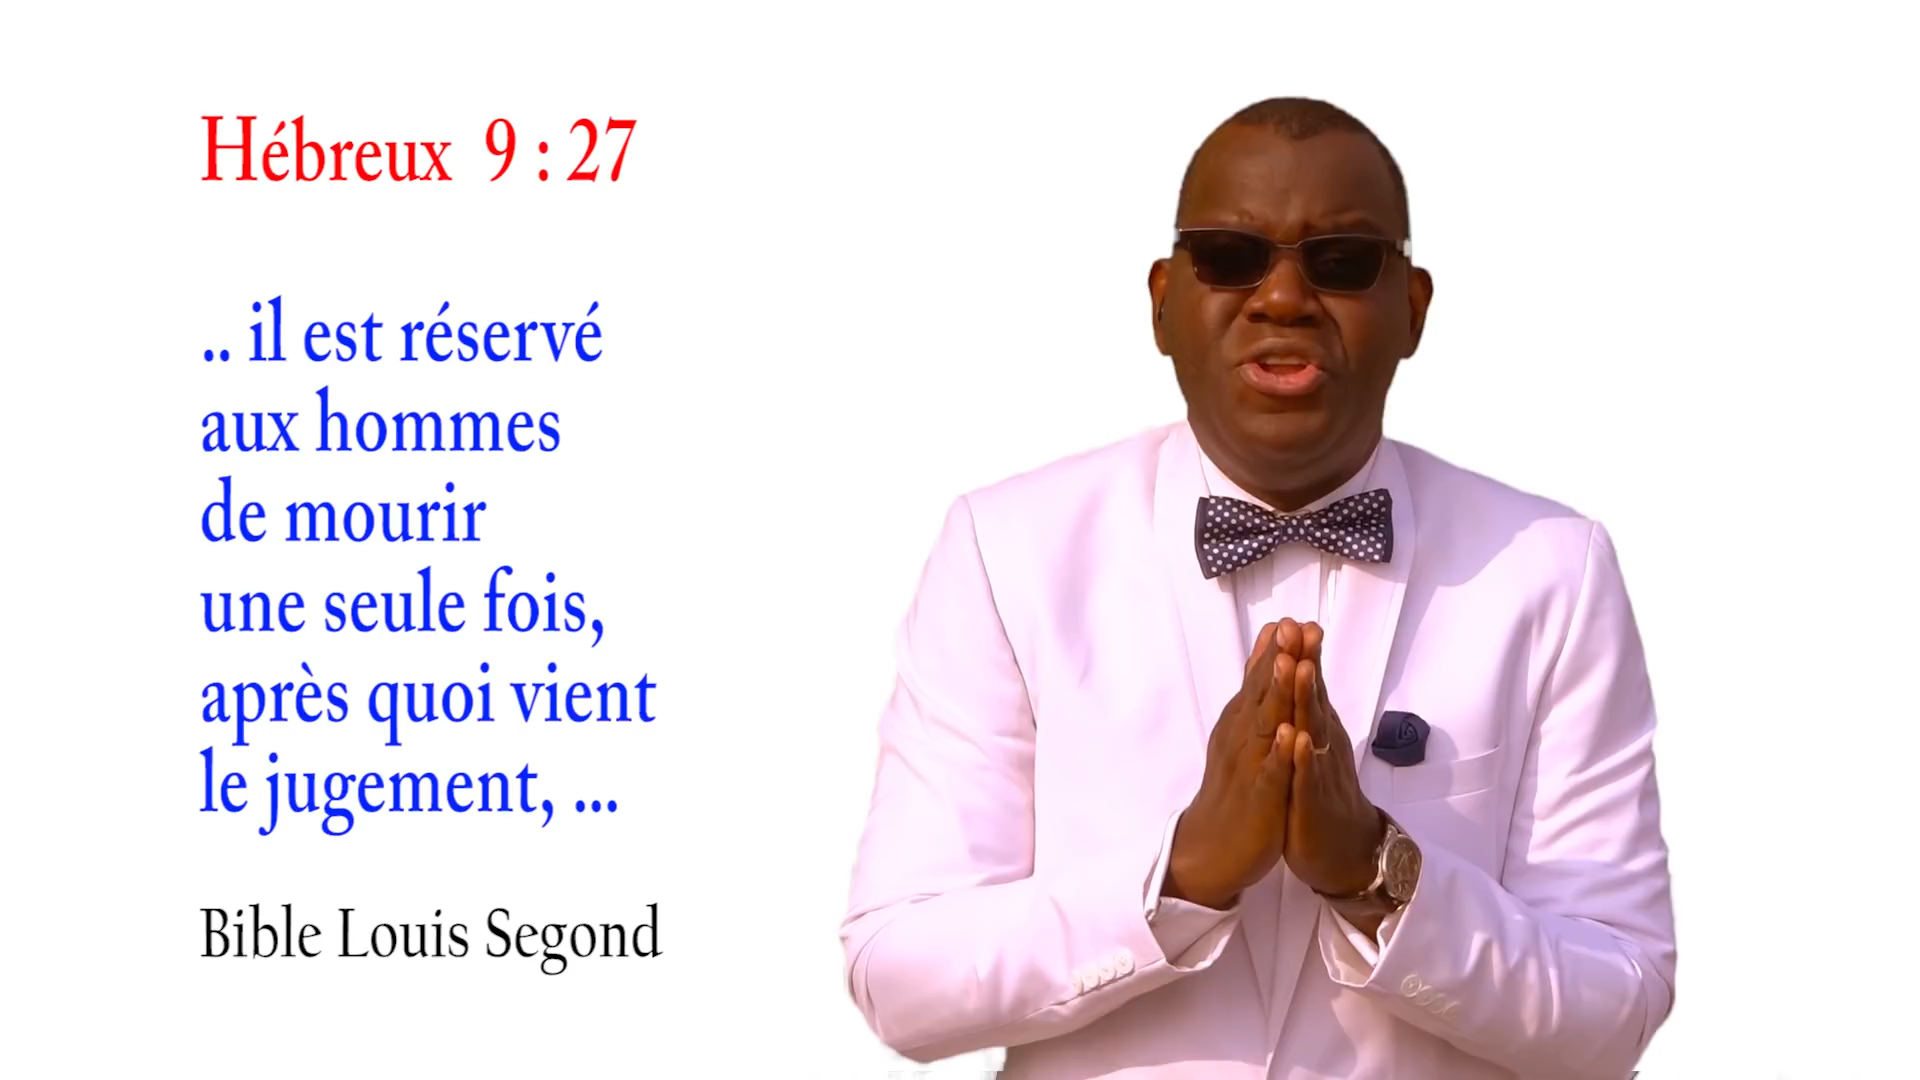 Hébreux 9 : 27
.. il est réservé
aux hommes
de mourir
une seule fois,
après quoi vient
le jugement, ...
Bible Louis Segond